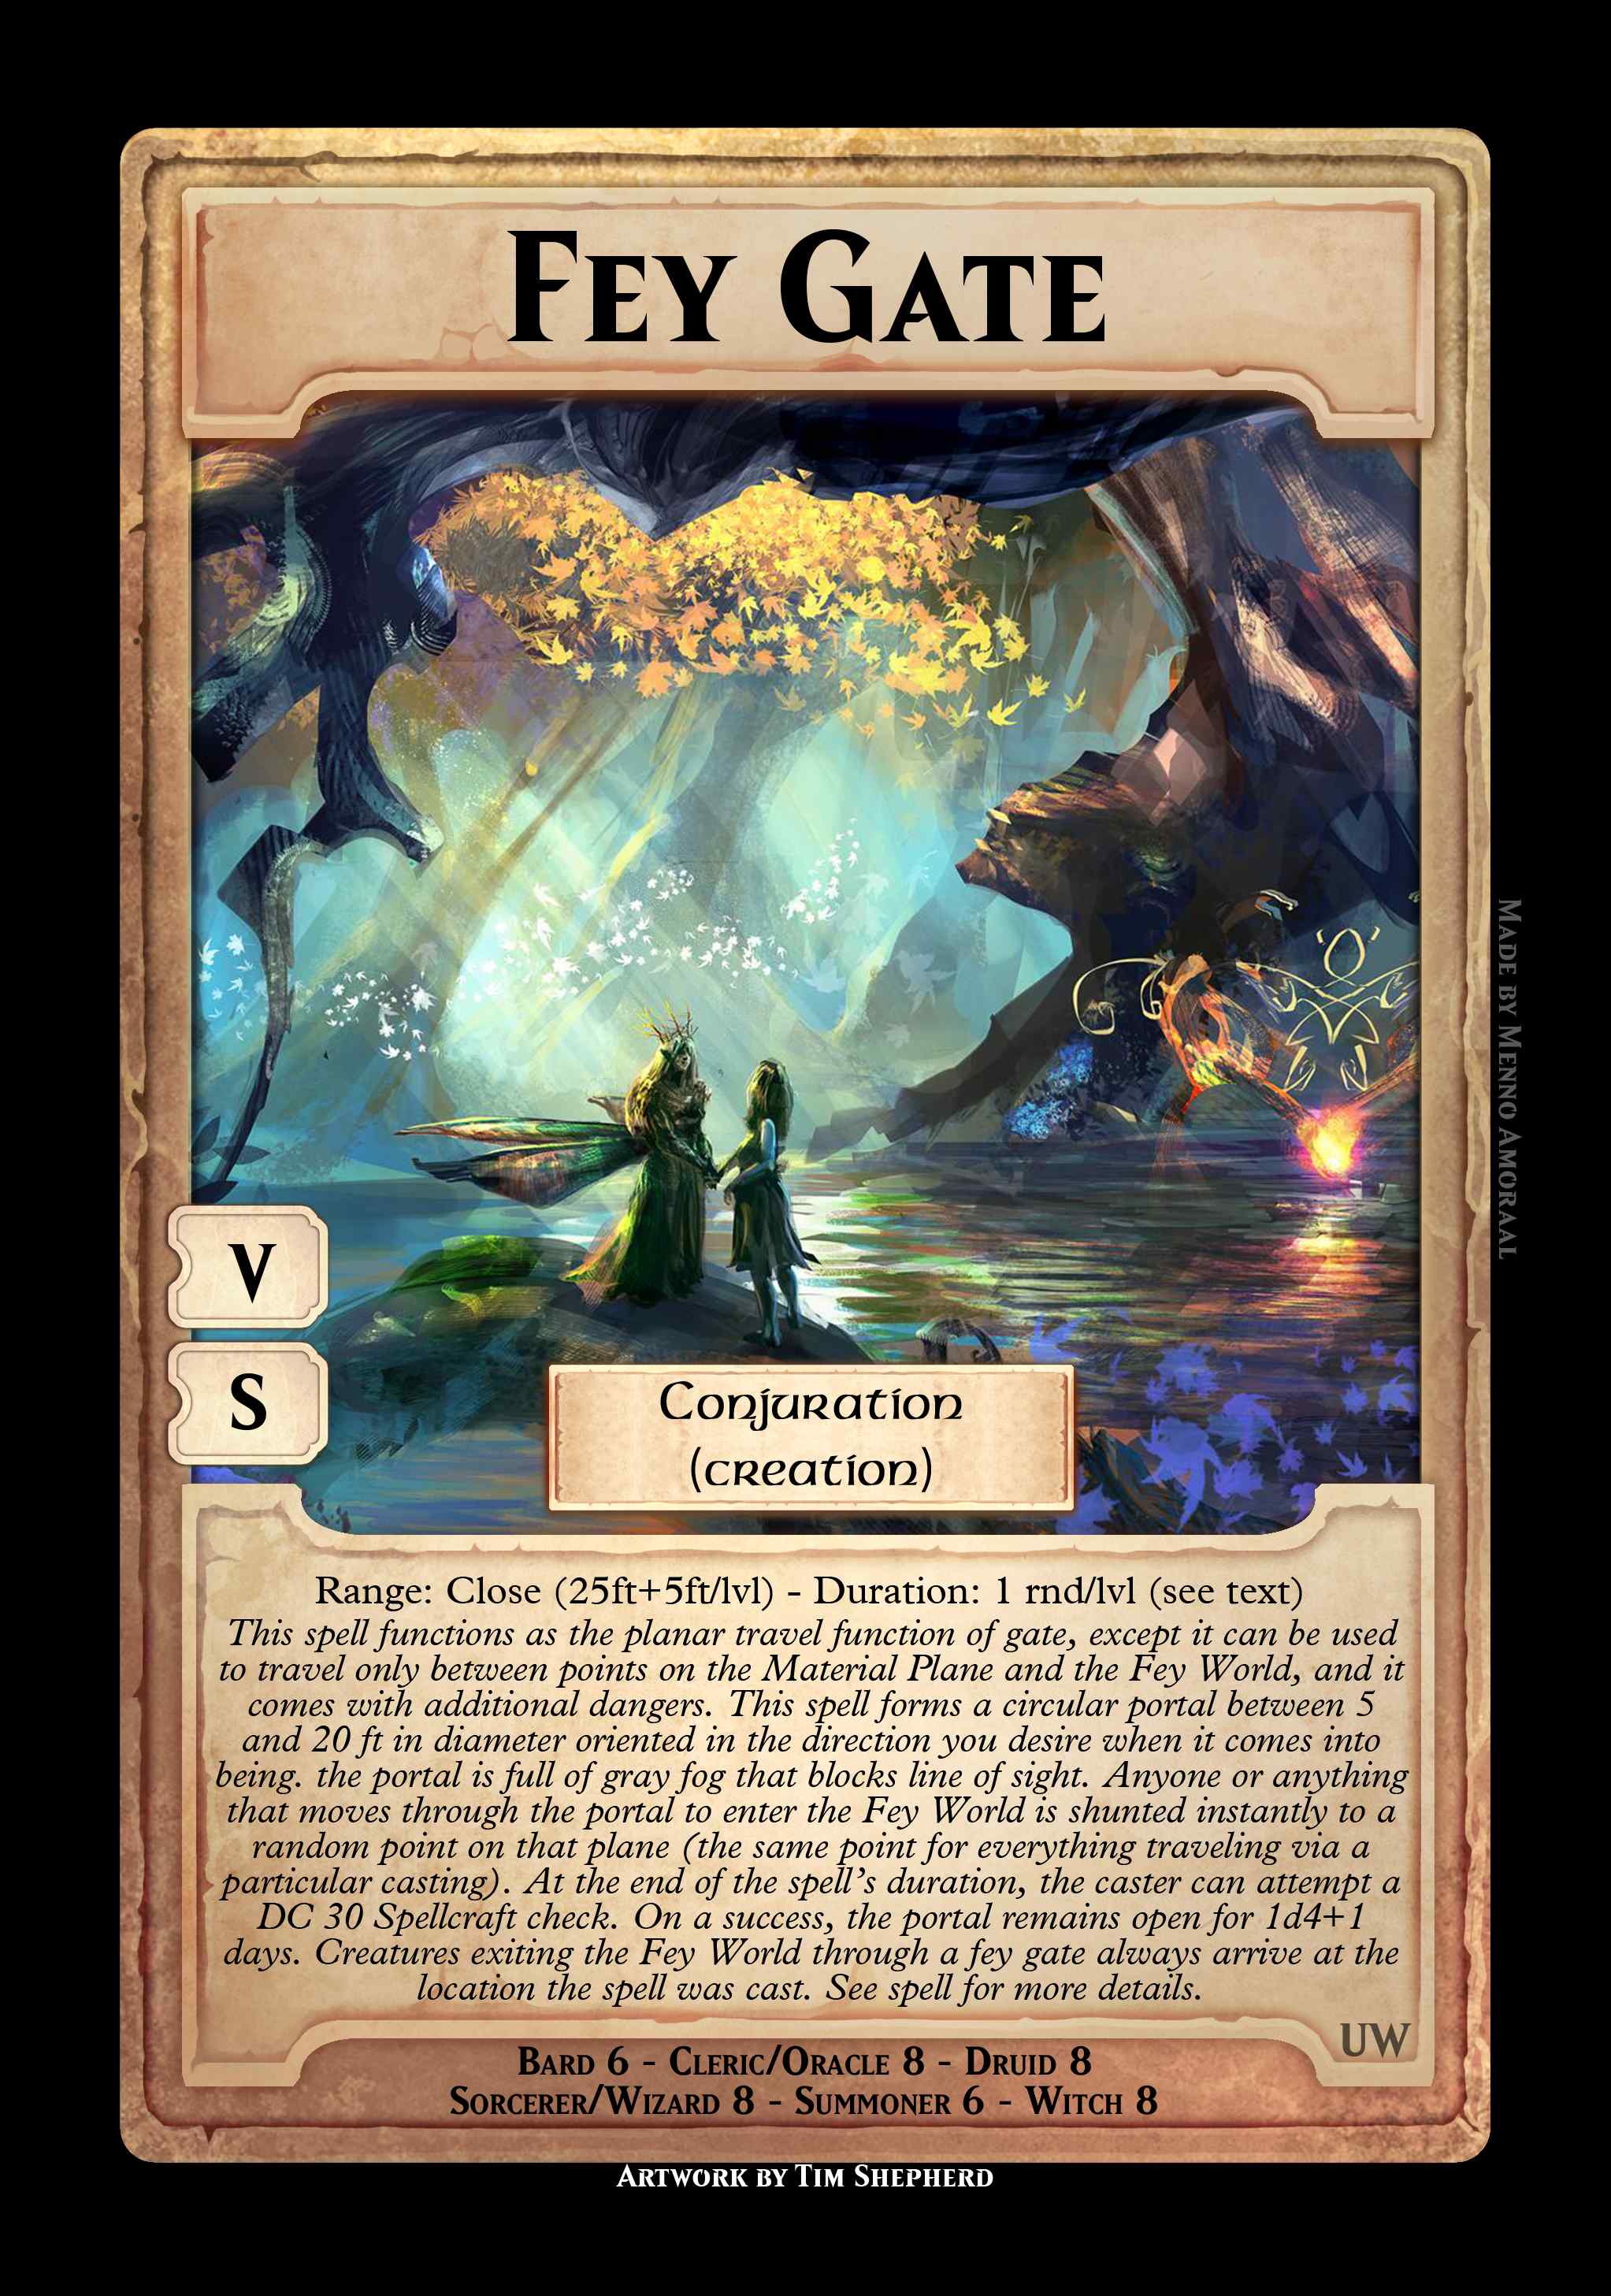 Fey Gate
V
S
Conjuration
(creation)
Range: Close (25ft+5ft/lvl) - Duration: 1 rnd/lvl (see text)
This spell functions as the planar travel function of gate, except it can be used
to travel only between points on the Material Plane and the Fey World, and it
comes with additional dangers. This spell forms a circular portal between 5
and 20 ft in diameter oriented in the direction you desire when it comes into
being. the portal is full of gray fog that blocks line of sight. Anyone or anything
that moves through the portal to enter the Fey World is shunted instantly to a
random point on that plane (the same point for everything traveling via a
particular casting). At the end of the spell's duration, the caster can attempt a
DC 30 Spellcraft check. On a success, the portal remains open for 1d4+1
days. Creatures exiting the Fey World through a fey gate always arrive at the
location the spell was cast. See spell for more details.
UW
Bard 6 - Cleric/Oracle 8 - Druid 8
Sorcerer/Wizard 8 - Summoner 6 - Witch 8
Artwork by Tim Shepherd
Made by Menno Amoraal